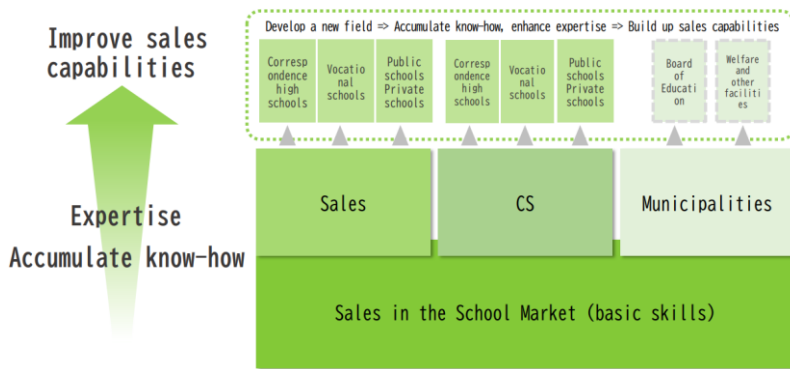 Develop a new field => Accumulate know-how, enhance expertise => Build up sales capabilities
Improve sales
capabilities
Corresp
ondence
high
schools
Vocatio
nal
schools
Public
schools
Private
schools
Corresp
ondence
high
schools
Vocatio
nal
schools
Public
schools
Private
schools
Board
of
Educati
on
Welfare
and
other
faciliti
es
Sales
CS
Municipalities
Expertise
Accumulate know-how
Sales in the School Market (basic skills)